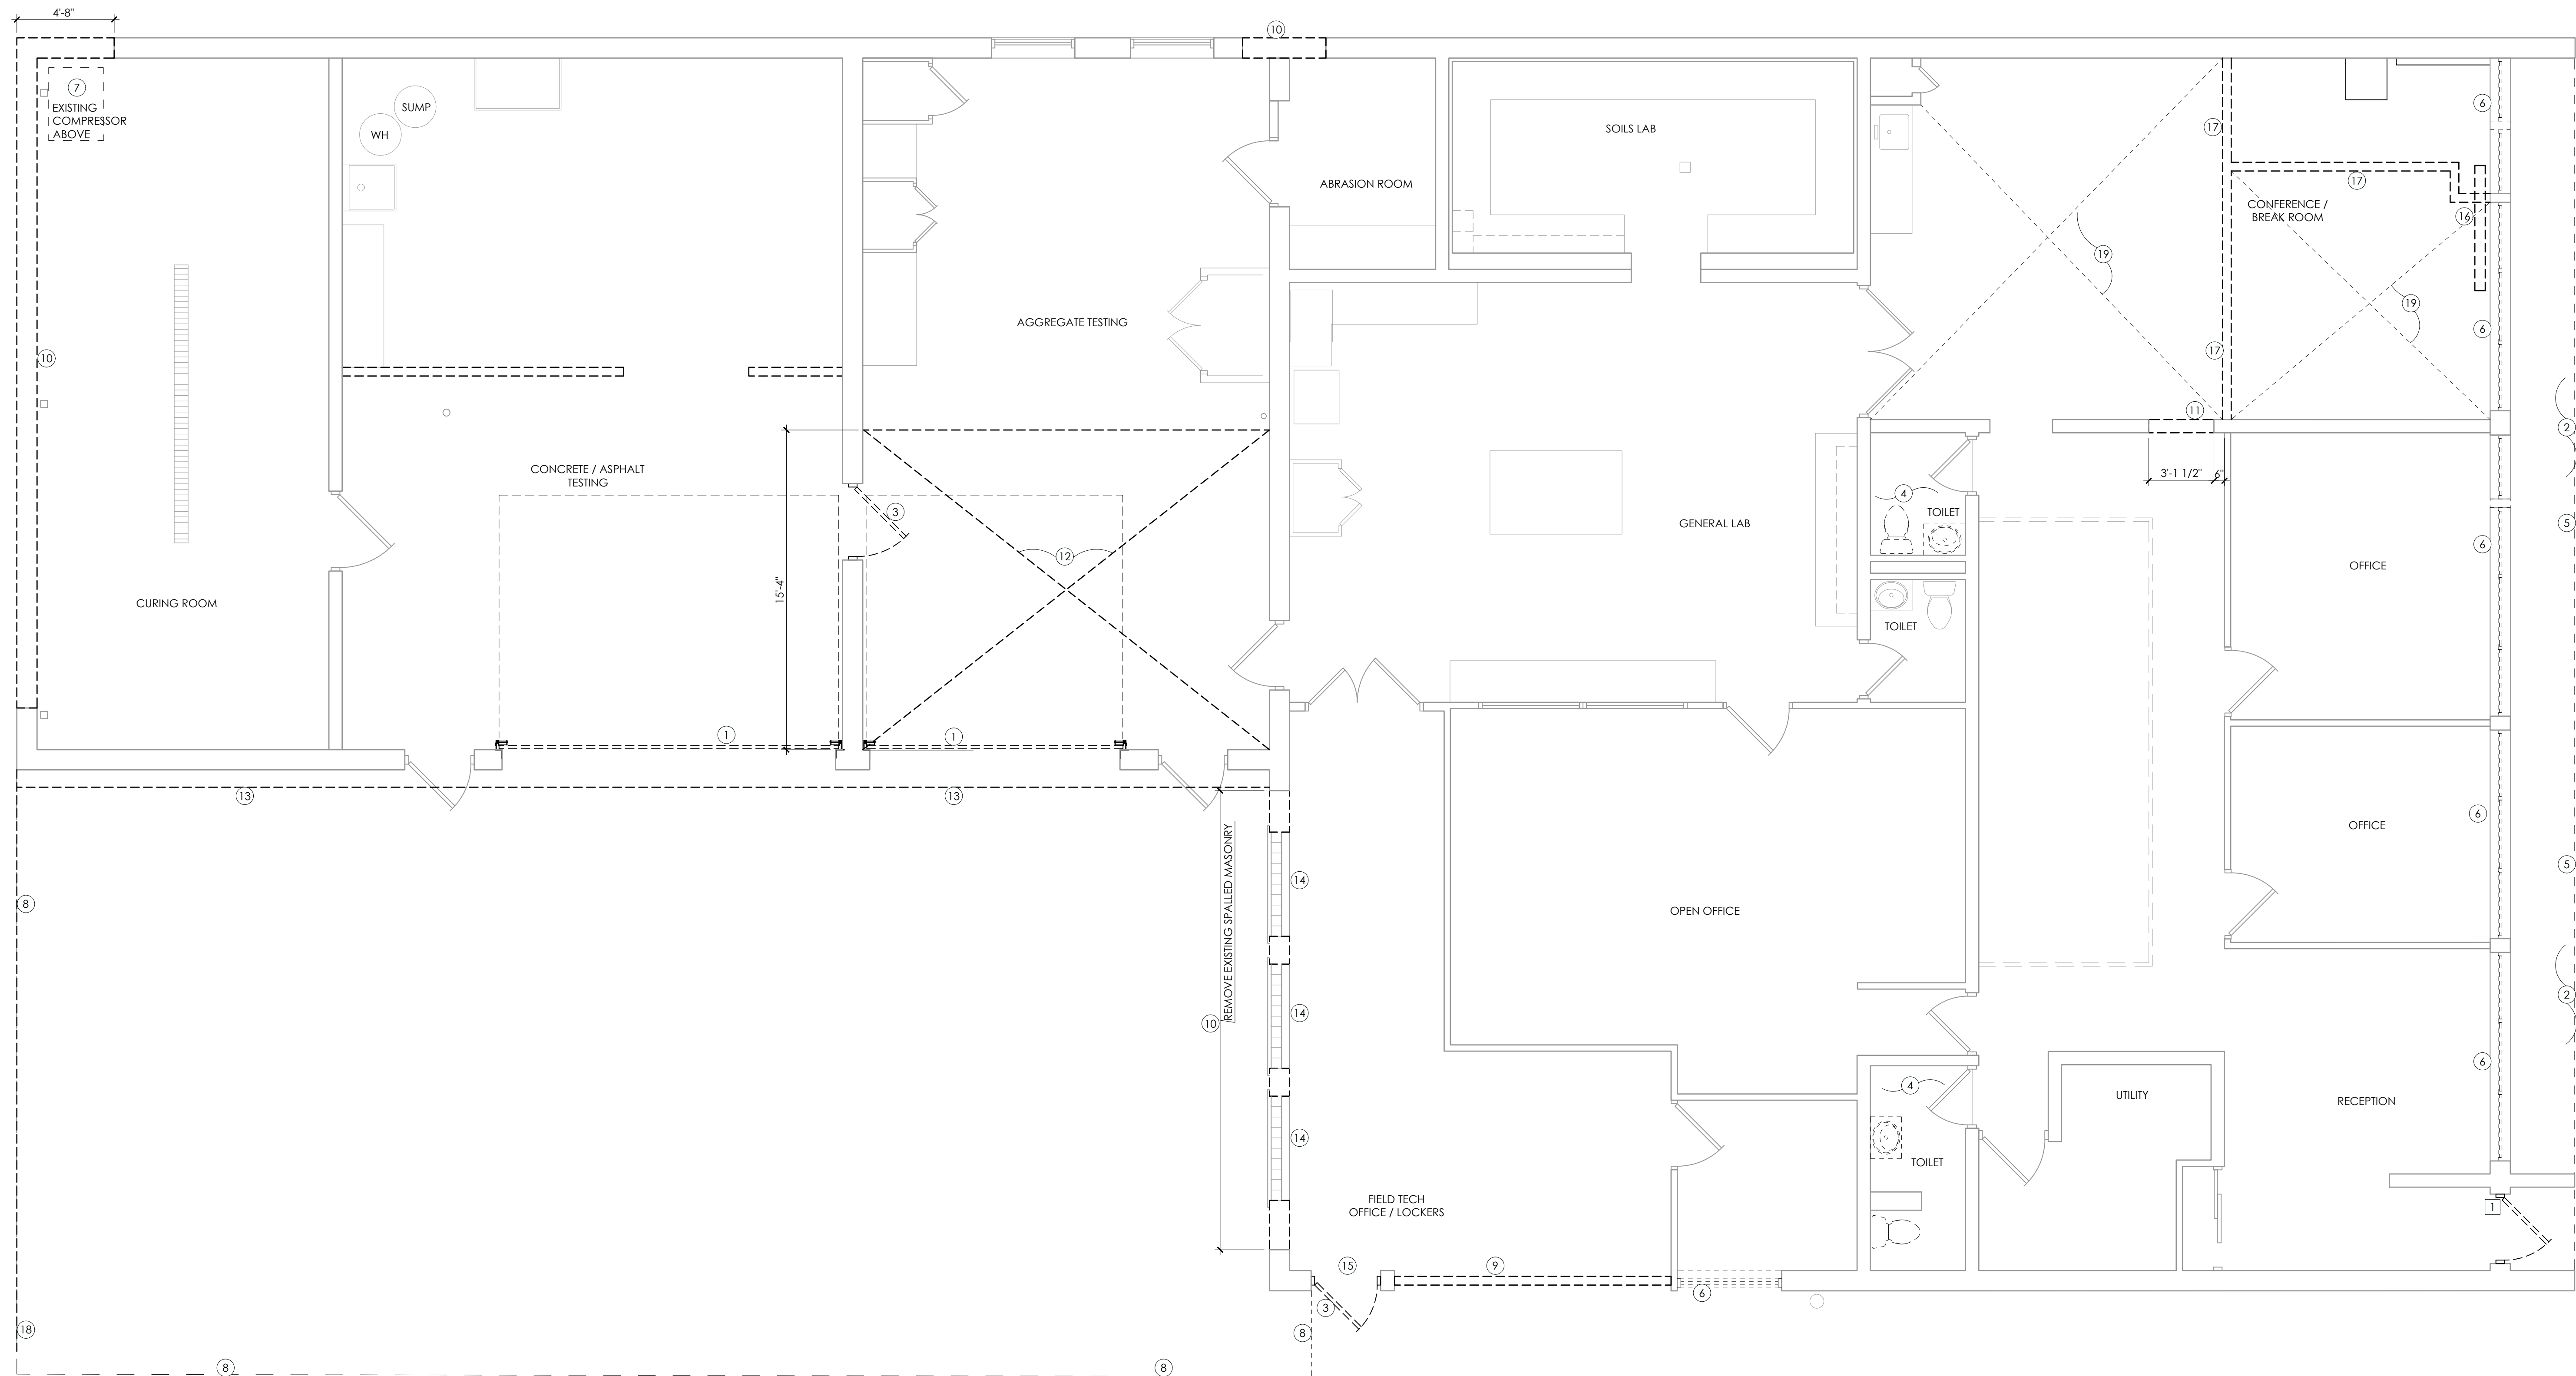 4'-8"
10
7
EXISTING
COMPRESSOR
ABOVE
SUMP
WH
6
SOILS LAB
17
ABRASION ROOM
17
CONFERENCE /
BREAK ROOM
16
19
19
AGGREGATE TESTING
6
10
17
11
2
CONCRETE / ASPHALT
TESTING
3'-1 1/2"
6"
4
3
TOILET
GENERAL LAB
5
6
12
OFFICE
15'-4"
CURING ROOM
TOILET
1
1
13
13
6
OFFICE
REMOVE EXISTING SPALLED MASONRY
14
5
8
OPEN OFFICE
2
14
10
6
4
UTILITY
RECEPTION
14
TOILET
FIELD TECH
OFFICE / LOCKERS
1
15
9
6
3
18
8
8
8